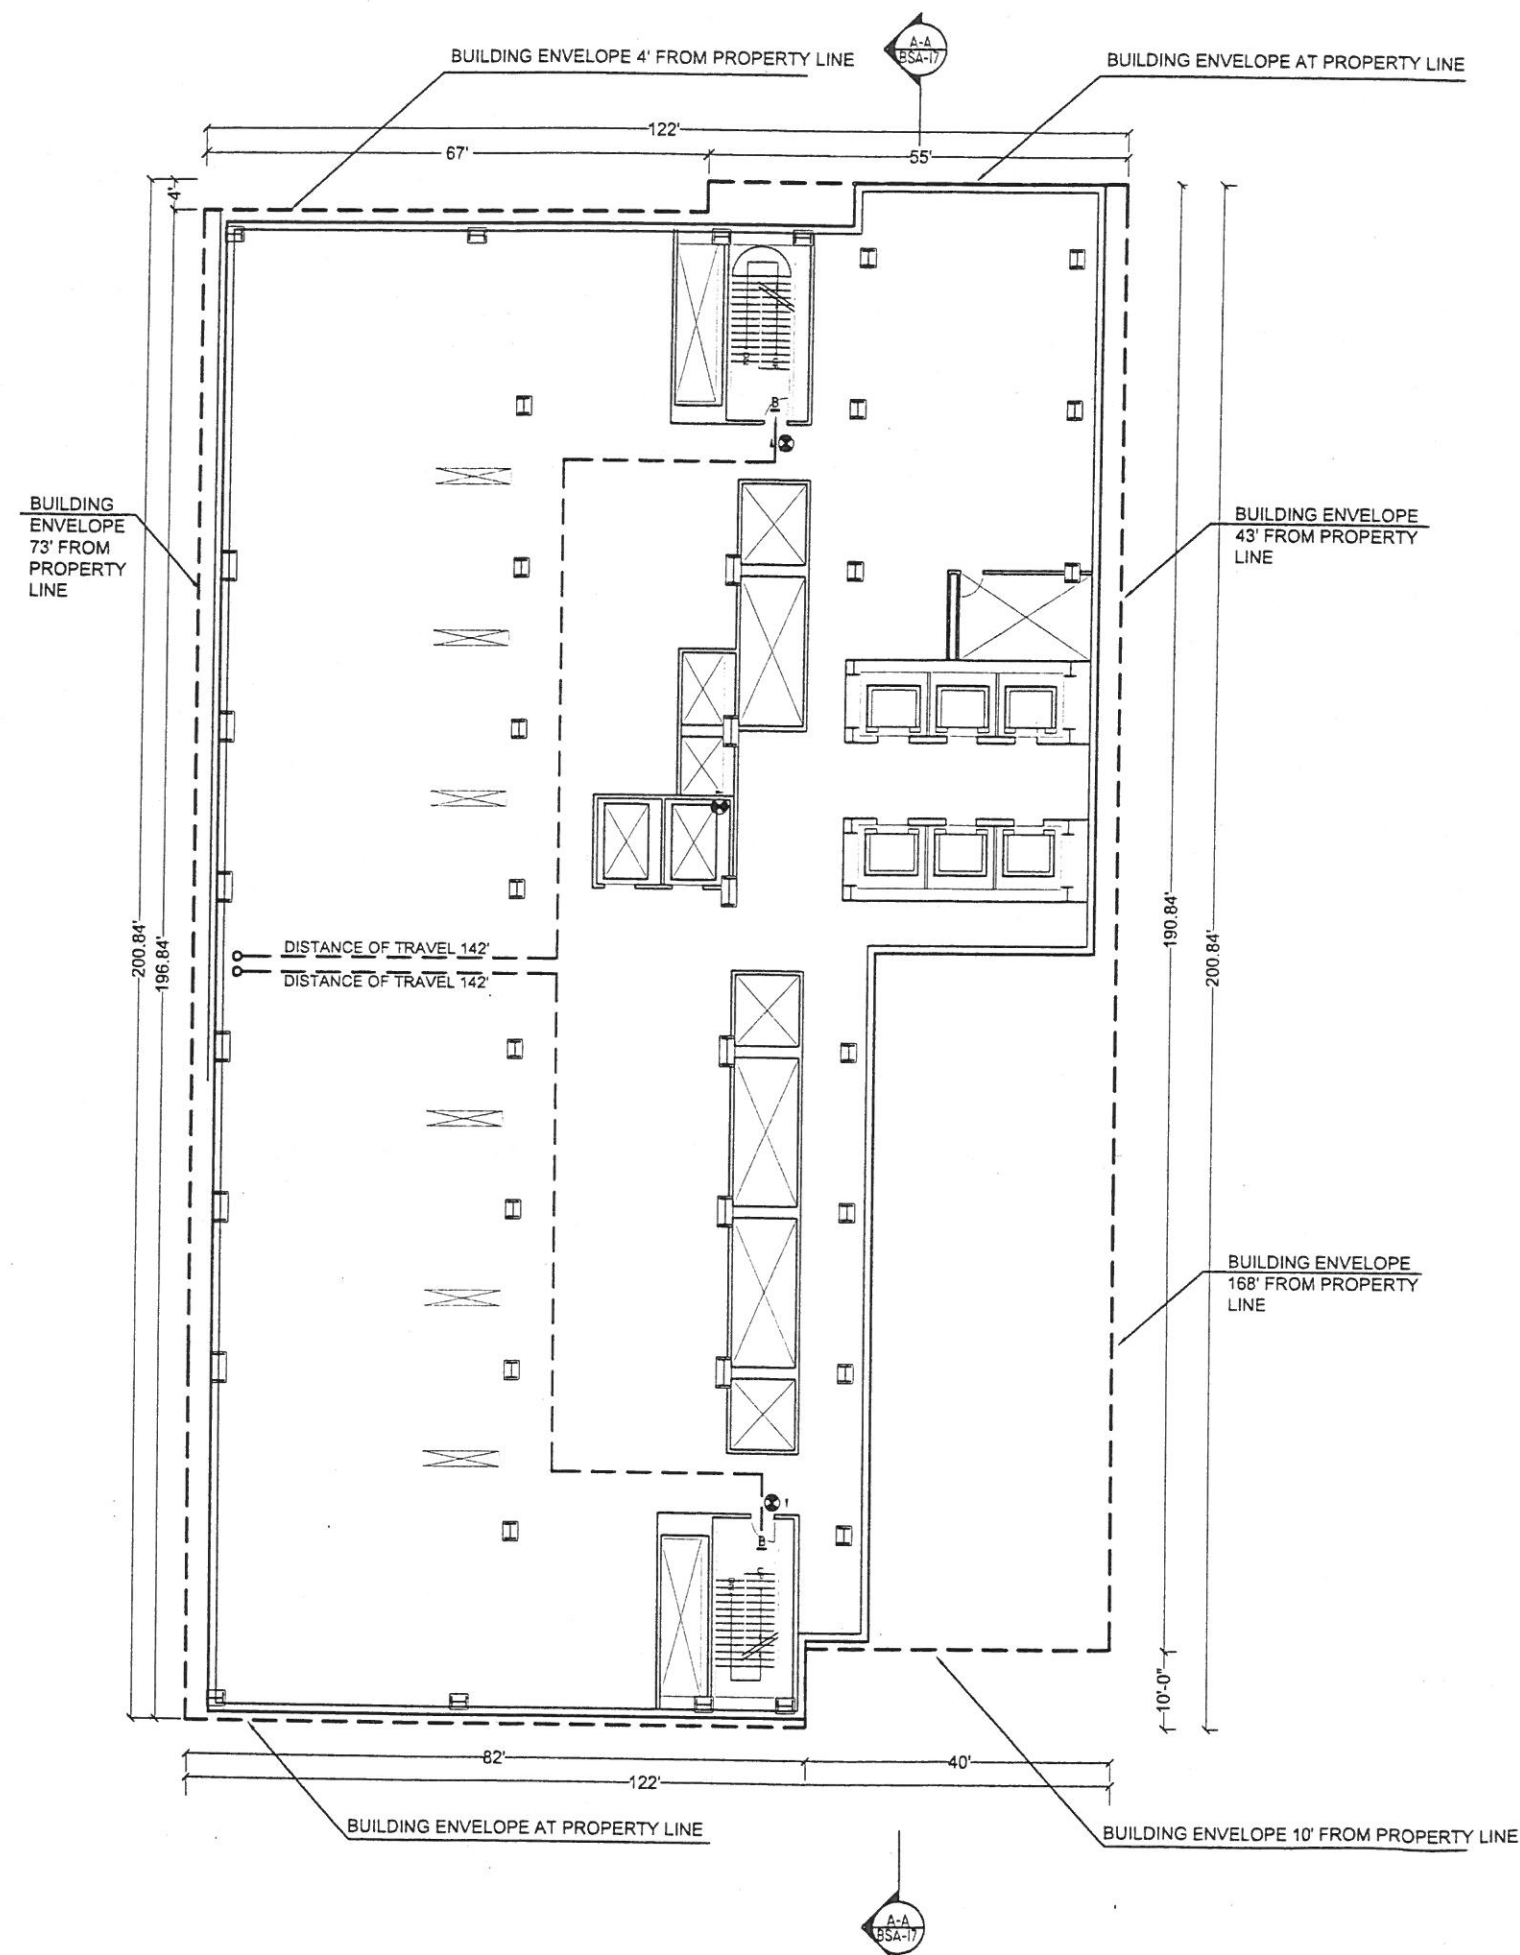 A-A
BSA-17
BUILDING ENVELOPE 4' FROM PROPERTY LINE
BUILDING ENVELOPE AT PROPERTY LINE
122'
67'
55'
4'
B
BUILDING
ENVELOPE
73' FROM
PROPERTY
LINE
BUILDING ENVELOPE
43' FROM PROPERTY
LINE
200.84'
196.84'
190.84'
200.84'
DISTANCE OF TRAVEL 142'
DISTANCE OF TRAVEL 142'
BUILDING ENVELOPE
168' FROM PROPERTY
LINE
B
10'-0"
82'
40'
122'
BUILDING ENVELOPE AT PROPERTY LINE
BUILDING ENVELOPE 10' FROM PROPERTY LINE
A-A
BSA-17